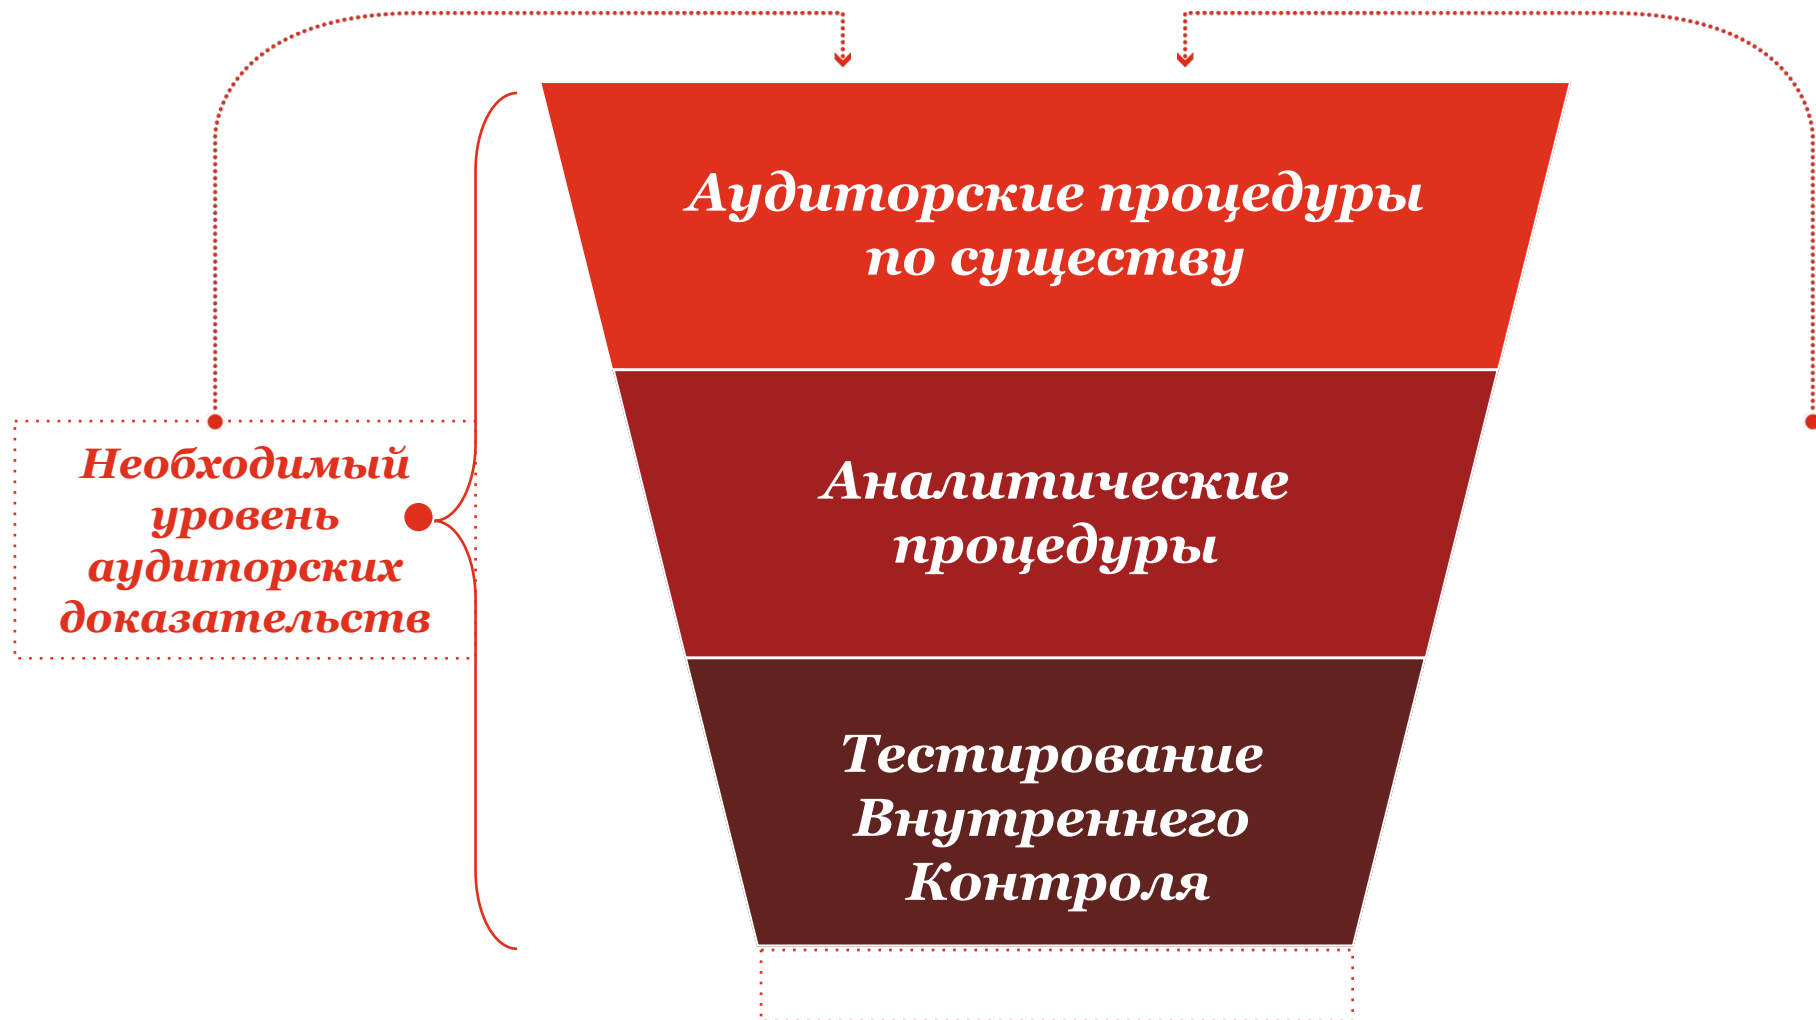 Аудиторские процедуры
по существу
Необходимый
уровень
аудиторских
доказательств
Аналитические
процедуры
Тестирование
Внутреннего
Контроля